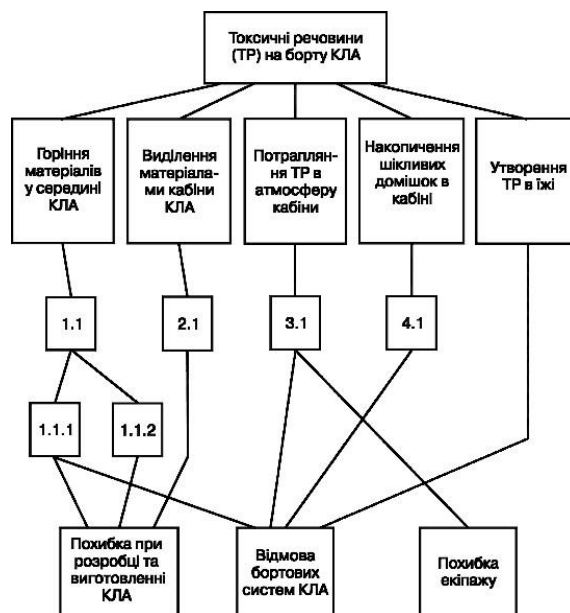 Токсичні речовини
(ТР) на борту КЛА
Горіння
матеріалів
у середині
КЛА
Виділення
матеріала-
ми кабіни
КЛА
Потраплян-
ня ТР в
атмосферу
кабіни
Накопичення
шікливих
домішок в
кабіні
Утворення
ТР в їжі
1.1
2.1
3.1
4.1
1.1.1
1.1.2
Похибка при
розробці та
виготовленні
КЛА
Відмова
бортових
систем КЛА
Похибка
екіпажу